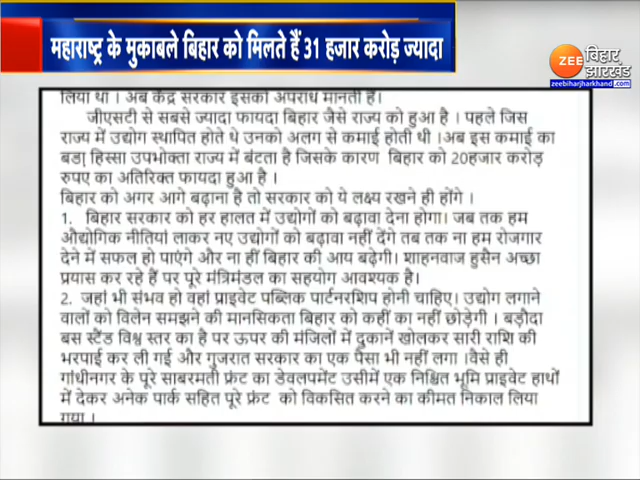 महाराष्ट्र के मुकाबले बिहार को मिलते हैं 31 हजार करोड़ ज्यादा
ZEE
बिहार
झारखंड
zeebiharjharkhand.com
लिया था । अब केंद्र सरकार इसको अपराध मानती है।
जीएसटी से सबसे ज्यादा फायदा बिहार जैसे राज्य को हुआ है । पहले जिस
राज्य में उद्योग स्थापित होते थे उनको अलग से कमाई होती थी ।अब इस कमाई का
बडा़ हिस्सा उपभोक्ता राज्य में बंटता है जिसके कारण बिहार को 20हजार करोड़
रुपए का अतिरिक्त फायदा हुआ है ।
बिहार को अगर आगे बढ़ाना है तो सरकार को ये लक्ष्य रखने ही होंगे ।
1. बिहार सरकार को हर हालत में उद्योगों को बढ़ावा देना होगा। जब तक हम
औद्योगिक नीतियां लाकर नए उद्योगों को बढ़ावा नहीं देंगे तब तक ना हम रोजगार
देने में सफल हो पाएंगे और ना हीं बिहार की आय बढ़ेगी। शाहनवाज हुसैन अच्छा
प्रयास कर रहे हैं पर पूरे मंत्रिमंडल का सहयोग आवश्यक है।
2. जहां भी संभव हो वहां प्राइवेट पब्लिक पार्टनरशिप होनी चाहिए। उद्योग लगाने
वालों को विलेन समझने की मानसिकता बिहार को कहीं का नहीं छोड़ेगी । बड़ौदा
बस स्टैंड विश्व स्तर का है पर ऊपर की मंजिलों में दुकानें खोलकर सारी राशि की
भरपाई कर ली गई और गुजरात सरकार का एक पैसा भी नहीं लगा ।वैसे ही
गांधीनगर के पूरे साबरमती फ्रंट का डेवलपमेंट उसीमें एक निश्चित भूमि प्राइवेट हाथों
में देकर अनेक पार्क सहित पूरे फ्रंट को विकसित करने का कीमत निकाल लिया
गया ।